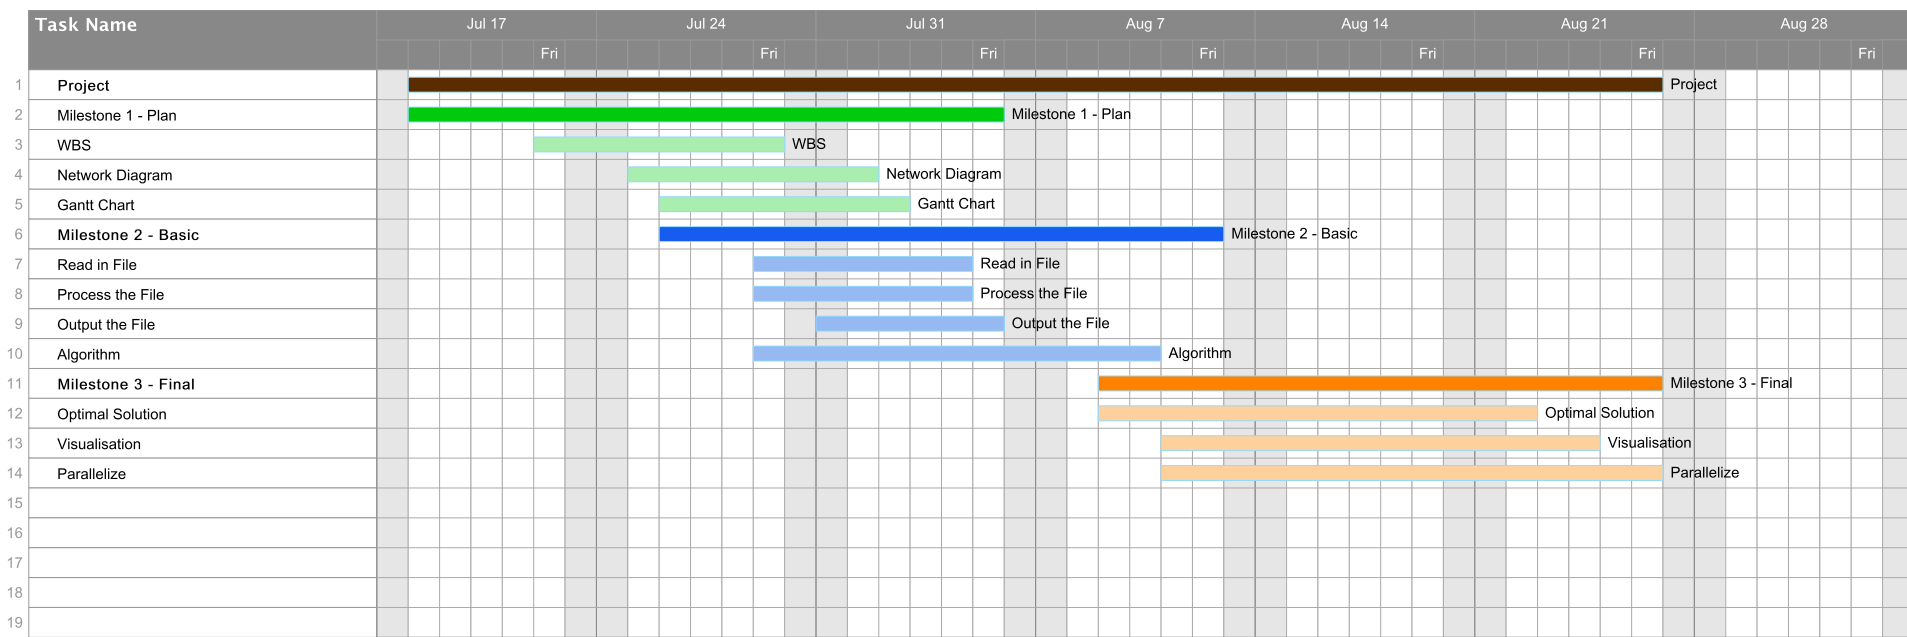 Task Name
Jul 17 Jul 24 Jul 31 Aug 7 Aug 14 Aug 21 Aug 28
Fri Fri Fri Fri Fri Fri Fri
1 Project Project
2 Milestone 1 - Plan Milestone 1 - Plan
3 WBS WBS
4 Network Diagram Network Diagram
5 Gantt Chart Gantt Chart
6 Milestone 2 - Basic Milestone 2 - Basic
7 Read in File Read in File
8 Process the File Process the File
9 Output the File Output the File
10 Algorithm Algorithm
11 Milestone 3 - Final Milestone 3 - Final
12 Optimal Solution Optimal Solution
13 Visualisation Visualisation
14 Parallelize Parallelize
15
16
17
18
19